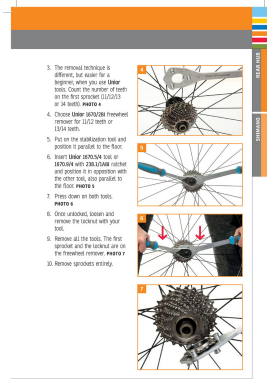 3. The removal technique is
different, but easier for a
beginner, when you use Unior
tools. Count the number of teeth
on the first sprocket (11/12/13
or 14 teeth). PHOTO 4
4. Choose Unior 1670/2BI freewheel
remover for 11/12 teeth or
13/14 teeth.
5. Put on the stabilization tool and
position it parallel to the floor.
6. Insert Unior 1670.5/4 tool or
1670.9/4 with 238.1/1ABI ratchet
and position it in opposition with
the other tool, also parallel to
the floor. PHOTO 5
7. Press down on both tools.
PHOTO 6
8. Once unlocked, loosen and
remove the locknut with your
tool.
9. Remove all the tools. The first
sprocket and the locknut are on
the freewheel remover. PHOTO 7
10. Remove sprockets entirely.
4
5
6
7
REAR HUB
SHIMANO